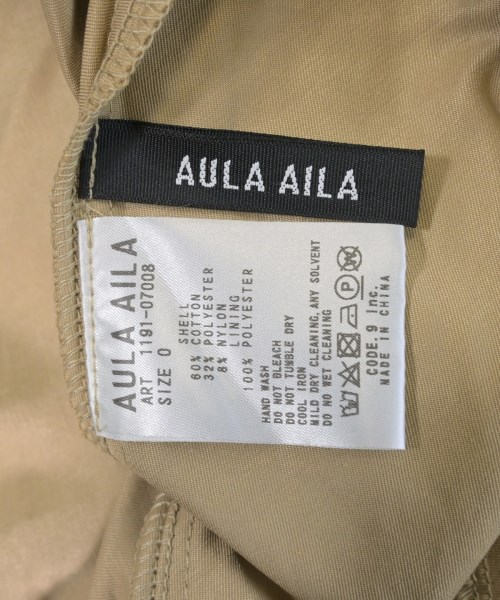 AULA AILA
AULA AILA
ART 1191-07008
SIZE 0
SHELL
60% COTTON
32% POLYESTER
8% NYLON
LINING
100% POLYESTER
HAND WASH
DO NOT BLEACH
DO NOT TUMBLE DRY
COOL IRON
MILD DRY CLEANING, ANY SOLVENT
DO NO WET CLEANING
P W
CODE.9 Inc.
MADE IN CHINA